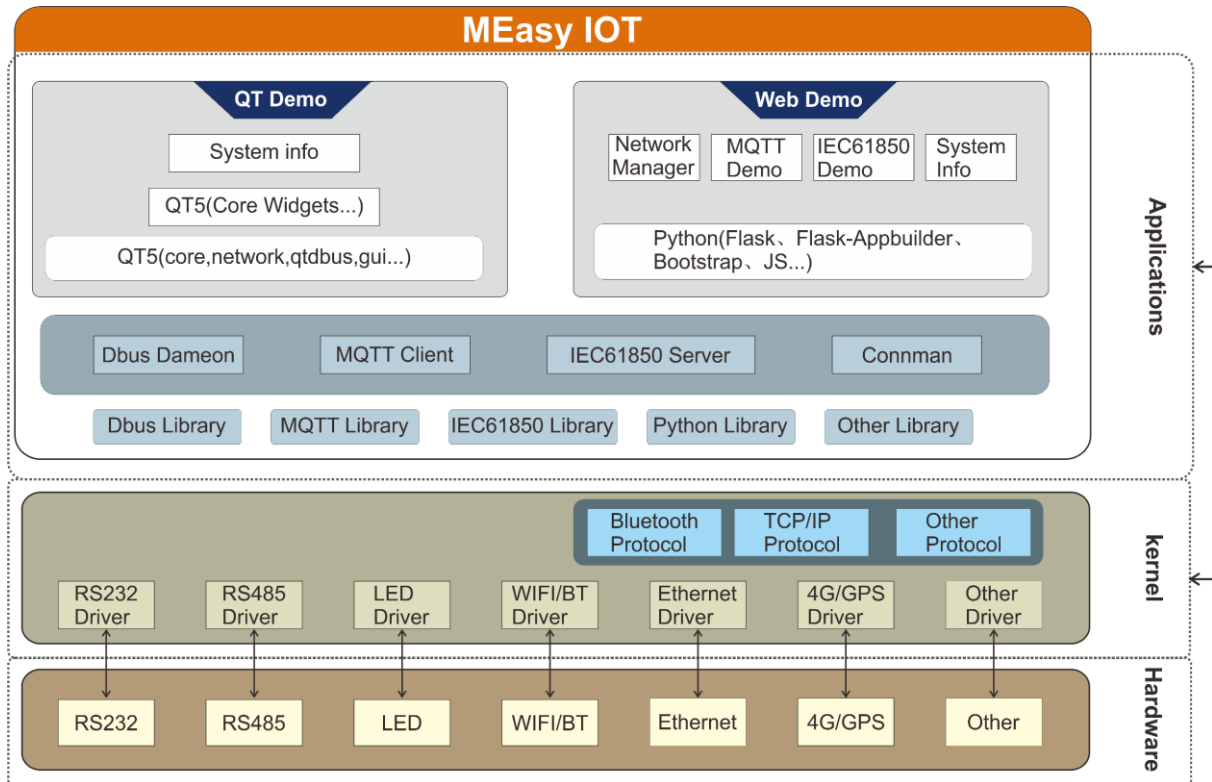 MEasy IOT
QT Demo
System info
QT5(Core Widgets...)
QT5(core,network,qtdbus,gui...)
Web Demo
Network
Manager
MQTT
Demo
IEC61850
Demo
System
Info
Python(Flask、Flask-Appbuilder、
Bootstrap、JS...)
Applications
Dbus Dameon
MQTT Client
IEC61850 Server
Connman
Dbus Library
MQTT Library
IEC61850 Library
Python Library
Other Library
Bluetooth
Protocol
TCP/IP
Protocol
Other
Protocol
kernel
RS232
Driver
RS485
Driver
LED
Driver
WIFI/BT
Driver
Ethernet
Driver
4G/GPS
Driver
Other
Driver
RS232
RS485
LED
WIFI/BT
Ethernet
4G/GPS
Other
Hardware